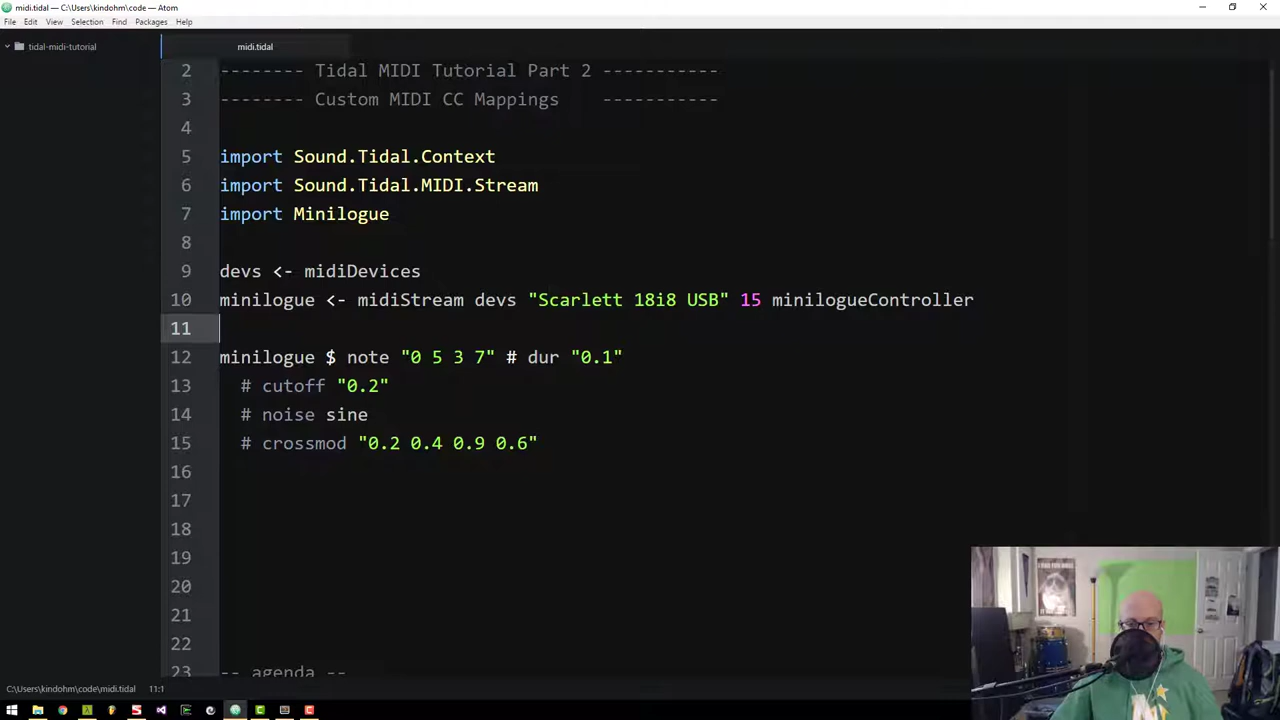 midi.tidal — C:\Users\kindohm\code — Atom
File Edit View Selection Find Packages Help
tidal-midi-tutorial
midi.tidal
2 -------- Tidal MIDI Tutorial Part 2 -----------
3 -------- Custom MIDI CC Mappings -----------
4
5 import Sound.Tidal.Context
6 import Sound.Tidal.MIDI.Stream
7 import Minilogue
8
9 devs <- midiDevices
10 minilogue <- midiStream devs "Scarlett 18i8 USB" 15 minilogueController
11
12 minilogue $ note "0 5 3 7" # dur "0.1"
13 # cutoff "0.2"
14 # noise sine
15 # crossmod "0.2 0.4 0.9 0.6"
16
17
18
19
20
21
22
23 -- agenda --
C:\Users\kindohm\code\midi.tidal 11:1